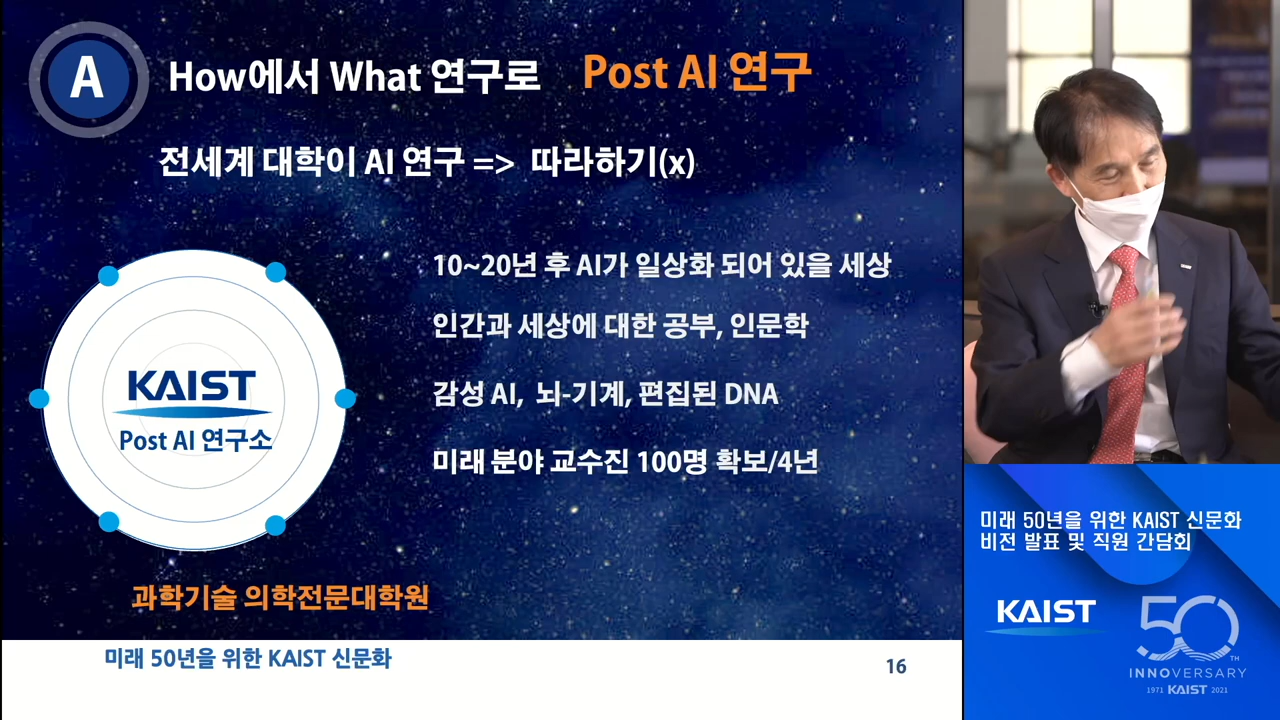 A
How에서 What 연구로 Post AI 연구
전세계 대학이 AI 연구 => 따라하기(x)
10~20년 후 AI가 일상화 되어 있을 세상
인간과 세상에 대한 공부, 인문학
감성 AI, 뇌-기계, 편집된 DNA
미래 분야 교수진 100명 확보/4년
KAIST
Post AI 연구소
과학기술 의학전문대학원
미래 50년을 위한 KAIST 신문화
16
미래 50년을 위한 KAIST 신문화
비전 발표 및 직원 간담회
KAIST
50TH
INNOVERSARY
1971 KAIST 2021